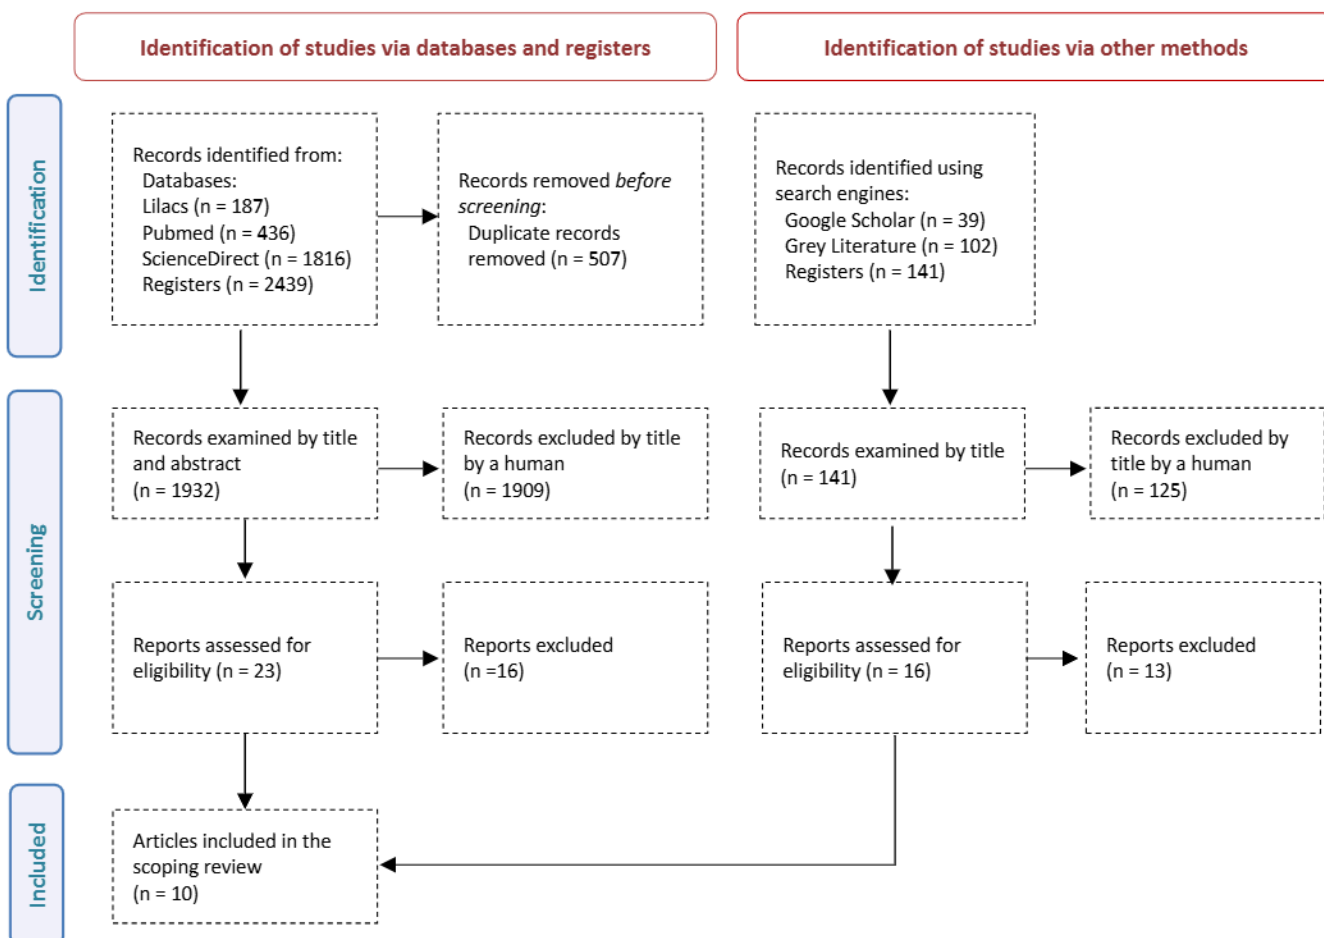 Identification of studies via databases and registers
Identification of studies via other methods
Identification
Records identified from:
Databases:
Lilacs (n = 187)
Pubmed (n = 436)
ScienceDirect (n = 1816)
Registers (n = 2439)
Records removed before
screening:
Duplicate records
removed (n = 507)
Records identified using
search engines:
Google Scholar (n = 39)
Grey Literature (n = 102)
Registers (n = 141)
Screening
Records examined by title
and abstract
(n = 1932)
Records excluded by title
by a human
(n = 1909)
Records examined by title
(n = 141)
Records excluded by
title by a human
(n = 125)
Reports assessed for
eligibility (n = 23)
Reports excluded
(n =16)
Reports assessed for
eligibility (n = 16)
Reports excluded
(n = 13)
Included
Articles included in the
scoping review
(n = 10)